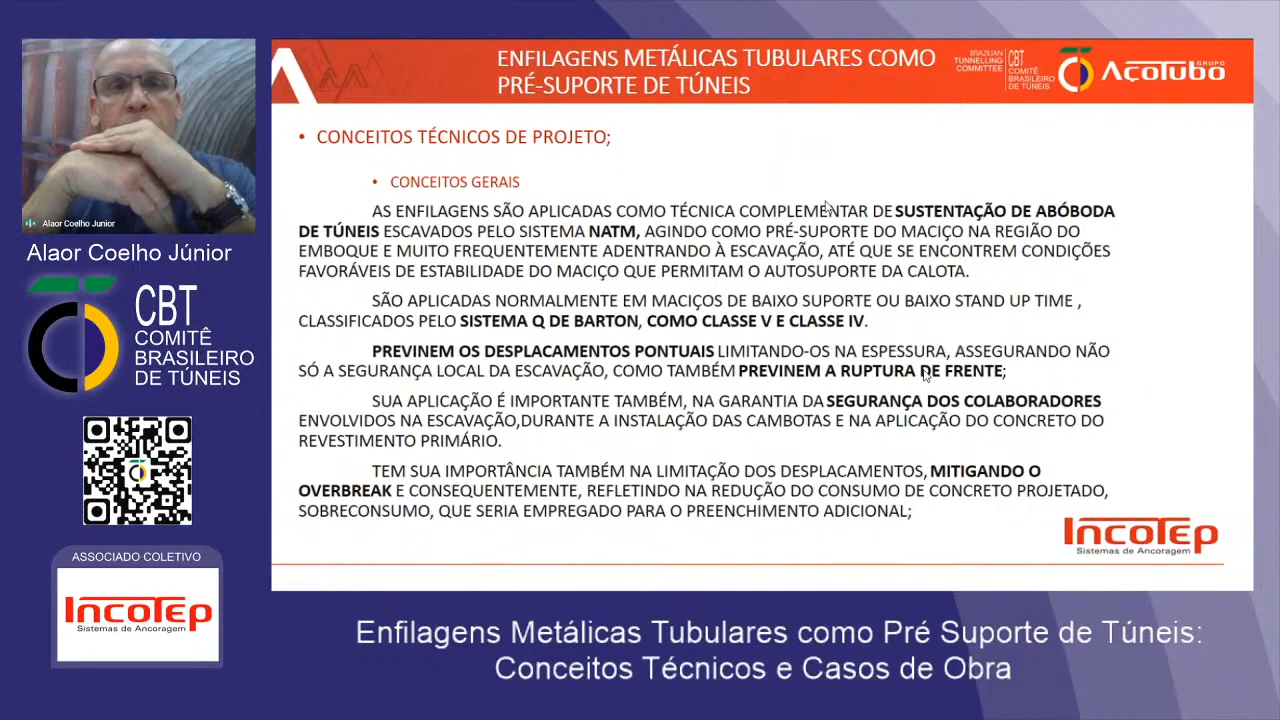 ENFILAGENS METÁLICAS TUBULARES COMO
PRÉ-SUPORTE DE TÚNEIS
BRAZILIAN
TUNNELLING
COMMITTEE
CBT
COMITÊ
BRASILEIRO
DE TÚNEIS
GRUPO
AÇOTUBO
• CONCEITOS TÉCNICOS DE PROJETO;
• CONCEITOS GERAIS
AS ENFILAGENS SÃO APLICADAS COMO TÉCNICA COMPLEMENTAR DE SUSTENTAÇÃO DE ABÓBODA
DE TÚNEIS ESCAVADOS PELO SISTEMA NATM, AGINDO COMO PRÉ-SUPORTE DO MACIÇO NA REGIÃO DO
EMBOQUE E MUITO FREQUENTEMENTE ADENTRANDO À ESCAVAÇÃO, ATÉ QUE SE ENCONTREM CONDIÇÕES
FAVORÁVEIS DE ESTABILIDADE DO MACIÇO QUE PERMITAM O AUTOSUPORTE DA CALOTA.
SÃO APLICADAS NORMALMENTE EM MACIÇOS DE BAIXO SUPORTE OU BAIXO STAND UP TIME ,
CLASSIFICADOS PELO SISTEMA Q DE BARTON, COMO CLASSE V E CLASSE IV.
PREVINEM OS DESPLACAMENTOS PONTUAIS LIMITANDO-OS NA ESPESSURA, ASSEGURANDO NÃO
SÓ A SEGURANÇA LOCAL DA ESCAVAÇÃO, COMO TAMBÉM PREVINEM A RUPTURA DE FRENTE;
SUA APLICAÇÃO É IMPORTANTE TAMBÉM, NA GARANTIA DA SEGURANÇA DOS COLABORADORES
ENVOLVIDOS NA ESCAVAÇÃO,DURANTE A INSTALAÇÃO DAS CAMBOTAS E NA APLICAÇÃO DO CONCRETO DO
REVESTIMENTO PRIMÁRIO.
TEM SUA IMPORTÂNCIA TAMBÉM NA LIMITAÇÃO DOS DESPLACAMENTOS, MITIGANDO O
OVERBREAK E CONSEQUENTEMENTE, REFLETINDO NA REDUÇÃO DO CONSUMO DE CONCRETO PROJETADO,
SOBRECONSUMO, QUE SERIA EMPREGADO PARA O PREENCHIMENTO ADICIONAL;
INCOTEP
Sistemas de Ancoragem
Alaor Coelho Junior
Alaor Coelho Júnior
CBT
COMITÊ
BRASILEIRO
DE TÚNEIS
ASSOCIADO COLETIVO
INCOTEP
Sistemas de Ancoragem
Enfilagens Metálicas Tubulares como Pré Suporte de Túneis:
Conceitos Técnicos e Casos de Obra